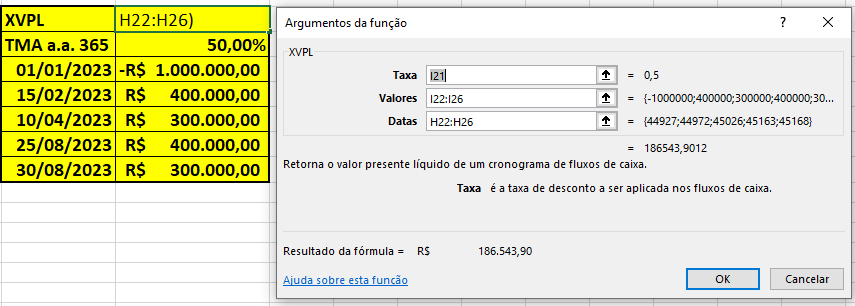 XVPL H22:H26)
TMA a.a. 365 50,00%
01/01/2023 -R$ 1.000.000,00
15/02/2023 R$ 400.000,00
10/04/2023 R$ 300.000,00
25/08/2023 R$ 400.000,00
30/08/2023 R$ 300.000,00
Argumentos da função ? ×
XVPL
Taxa I21 = 0,5
Valores I22:I26 = {-1000000;400000;300000;400000;30...
Datas H22:H26 = {44927;44972;45026;45163;45168}
= 186543,9012
Retorna o valor presente líquido de um cronograma de fluxos de caixa.
Taxa é a taxa de desconto a ser aplicada nos fluxos de caixa.
Resultado da fórmula = R$ 186.543,90
Ajuda sobre esta função
OK Cancelar